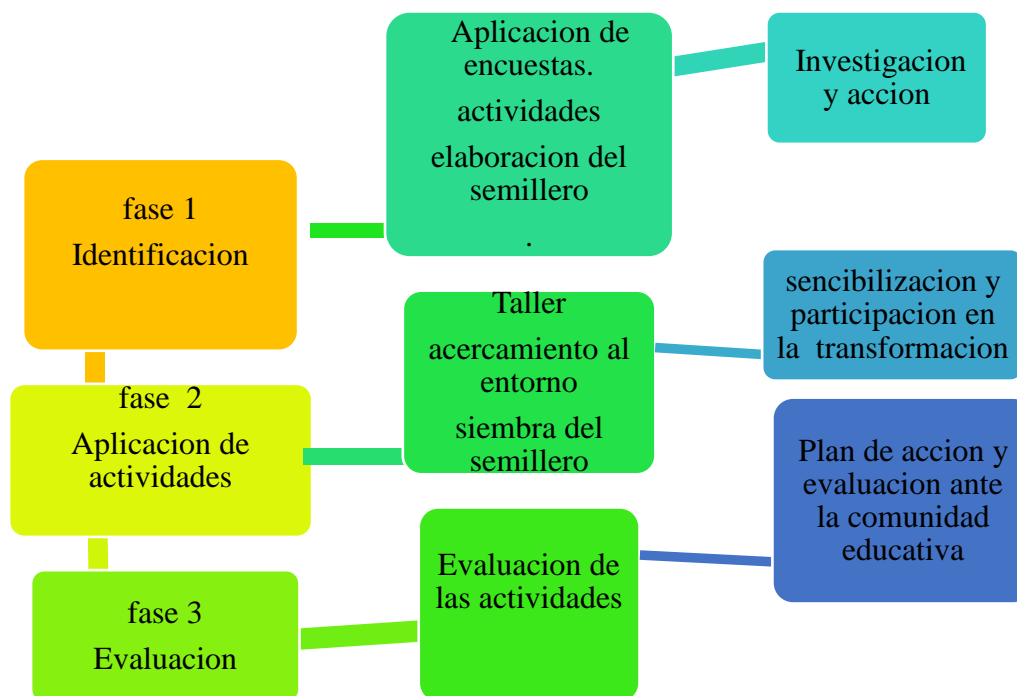 fase 1
Identificacion
Aplicacion de
encuestas.
actividades
elaboracion del
semillero
.
Investigacion
y accion
fase 2
Aplicacion de
actividades
Taller
acercamiento al
entorno
siembra del
semillero
sencibilizacion y
participacion en
la transformacion
fase 3
Evaluacion
Evaluacion de
las actividades
Plan de accion y
evaluacion ante
la comunidad
educativa